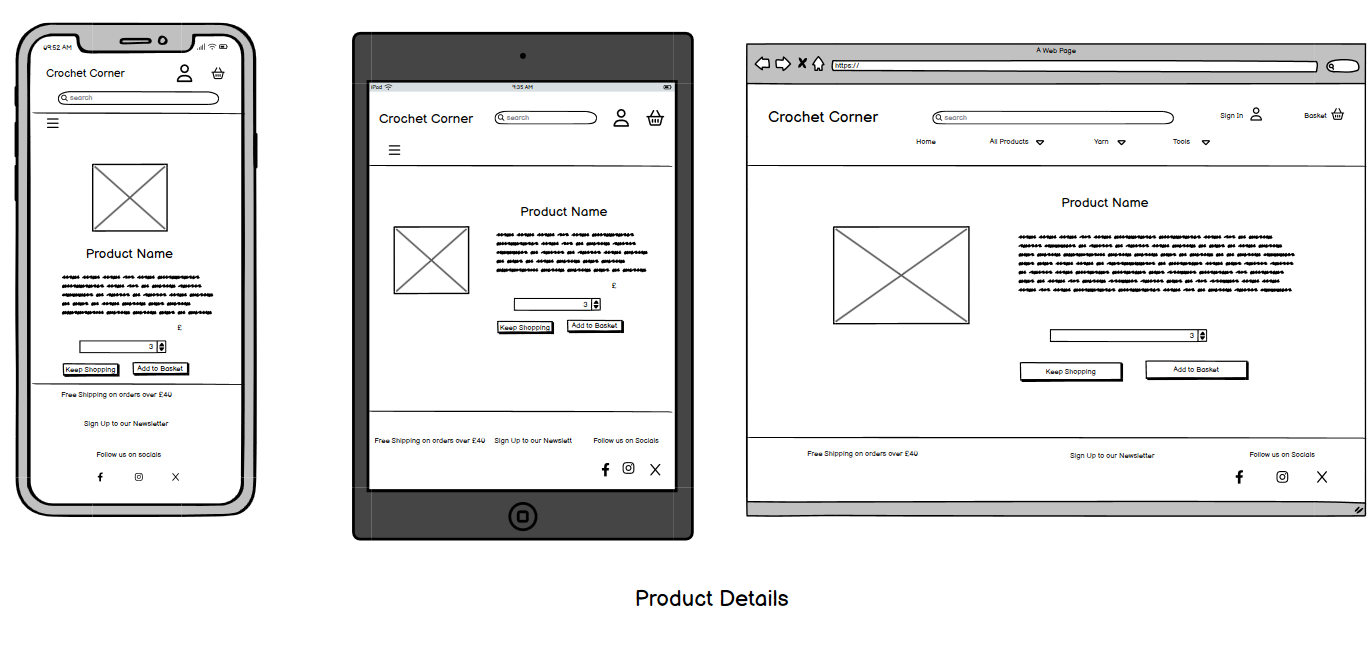 09:52 AM
Crochet Corner
search
Product Name
£
3
Keep Shopping
Add to Basket
Free Shipping on orders over £40
Sign Up to our Newsletter
Follow us on socials
iPad
9:35 AM
Crochet Corner
search
Product Name
£
3
Keep Shopping
Add to Basket
Free Shipping on orders over £40
Sign Up to our Newslett
Follow us on Socials
A Web Page
https://
Crochet Corner
search
Sign In
Basket
Home
All Products
Yarn
Tools
Product Name
3
Keep Shopping
Add to Basket
Free Shipping on orders over £40
Sign Up to our Newsletter
Follow us on Socials
Product Details